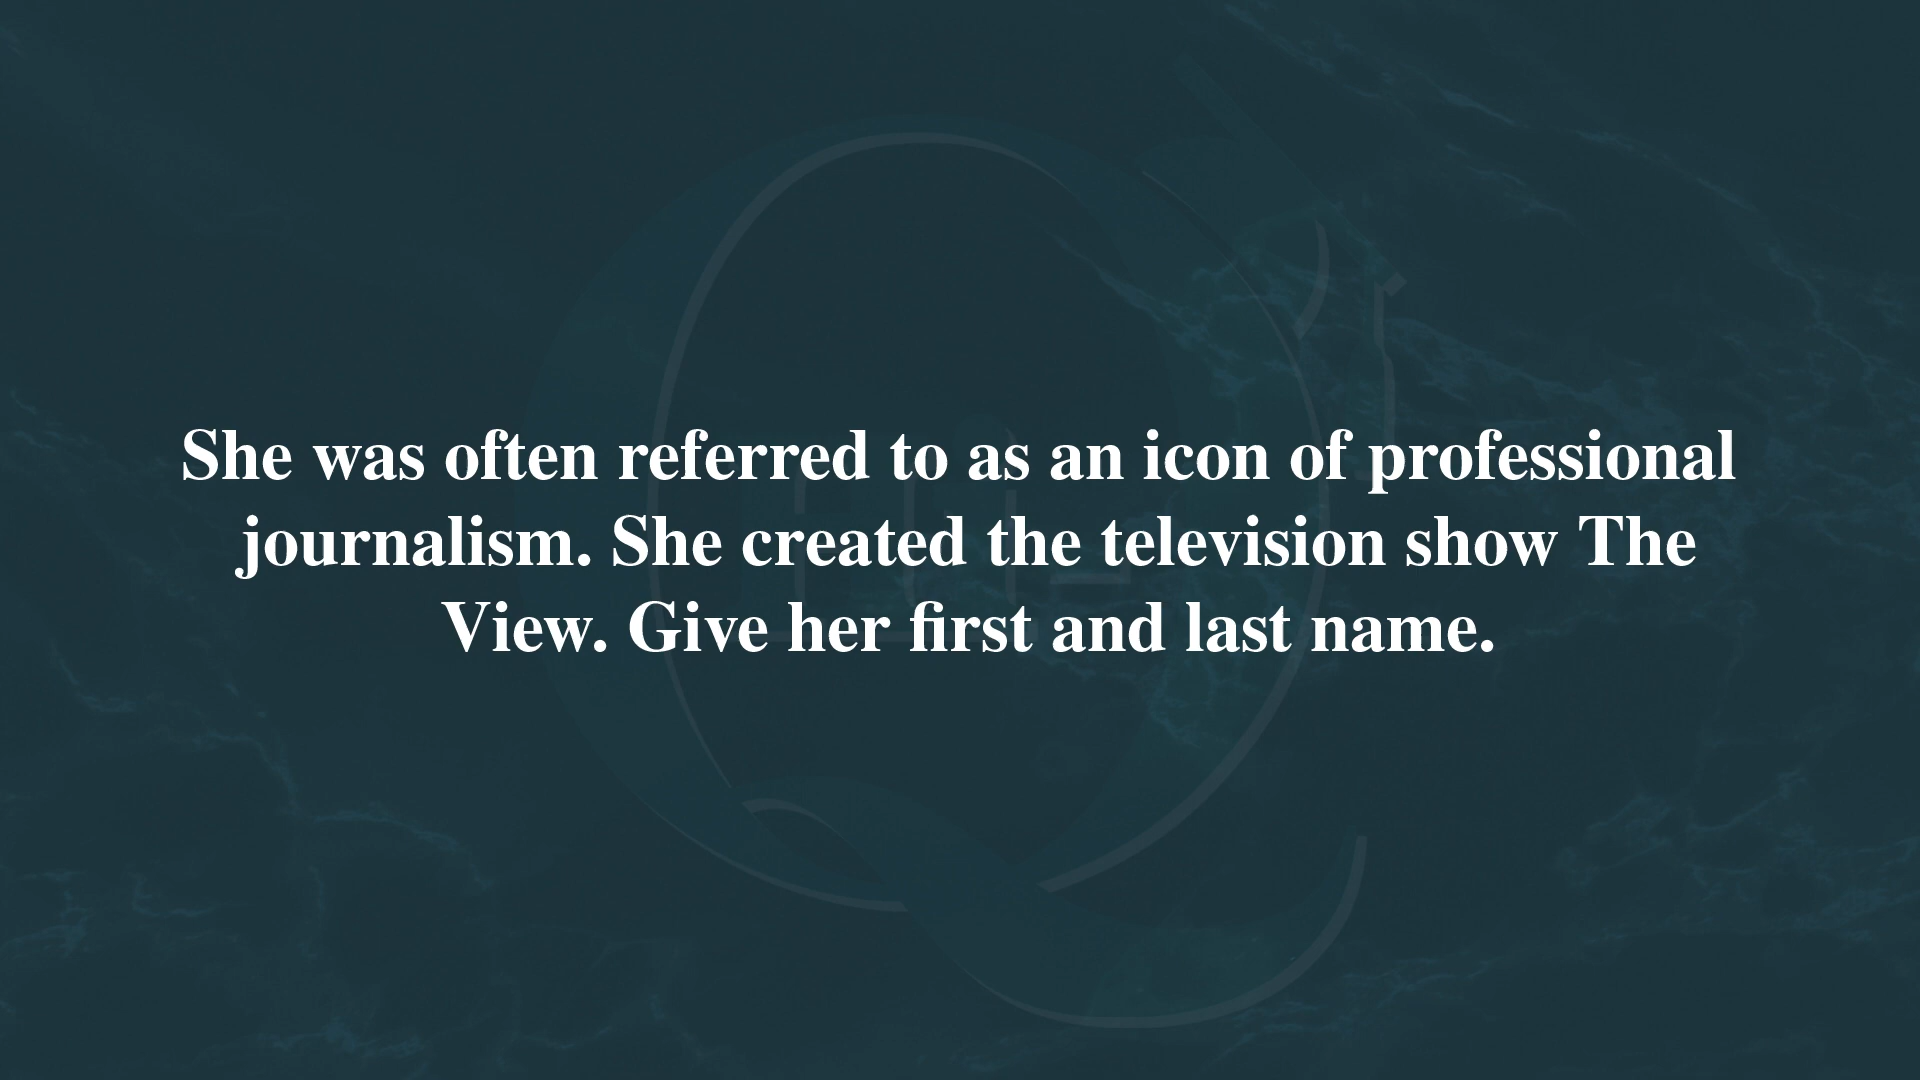 She was often referred to as an icon of professional
journalism. She created the television show The
View. Give her first and last name.